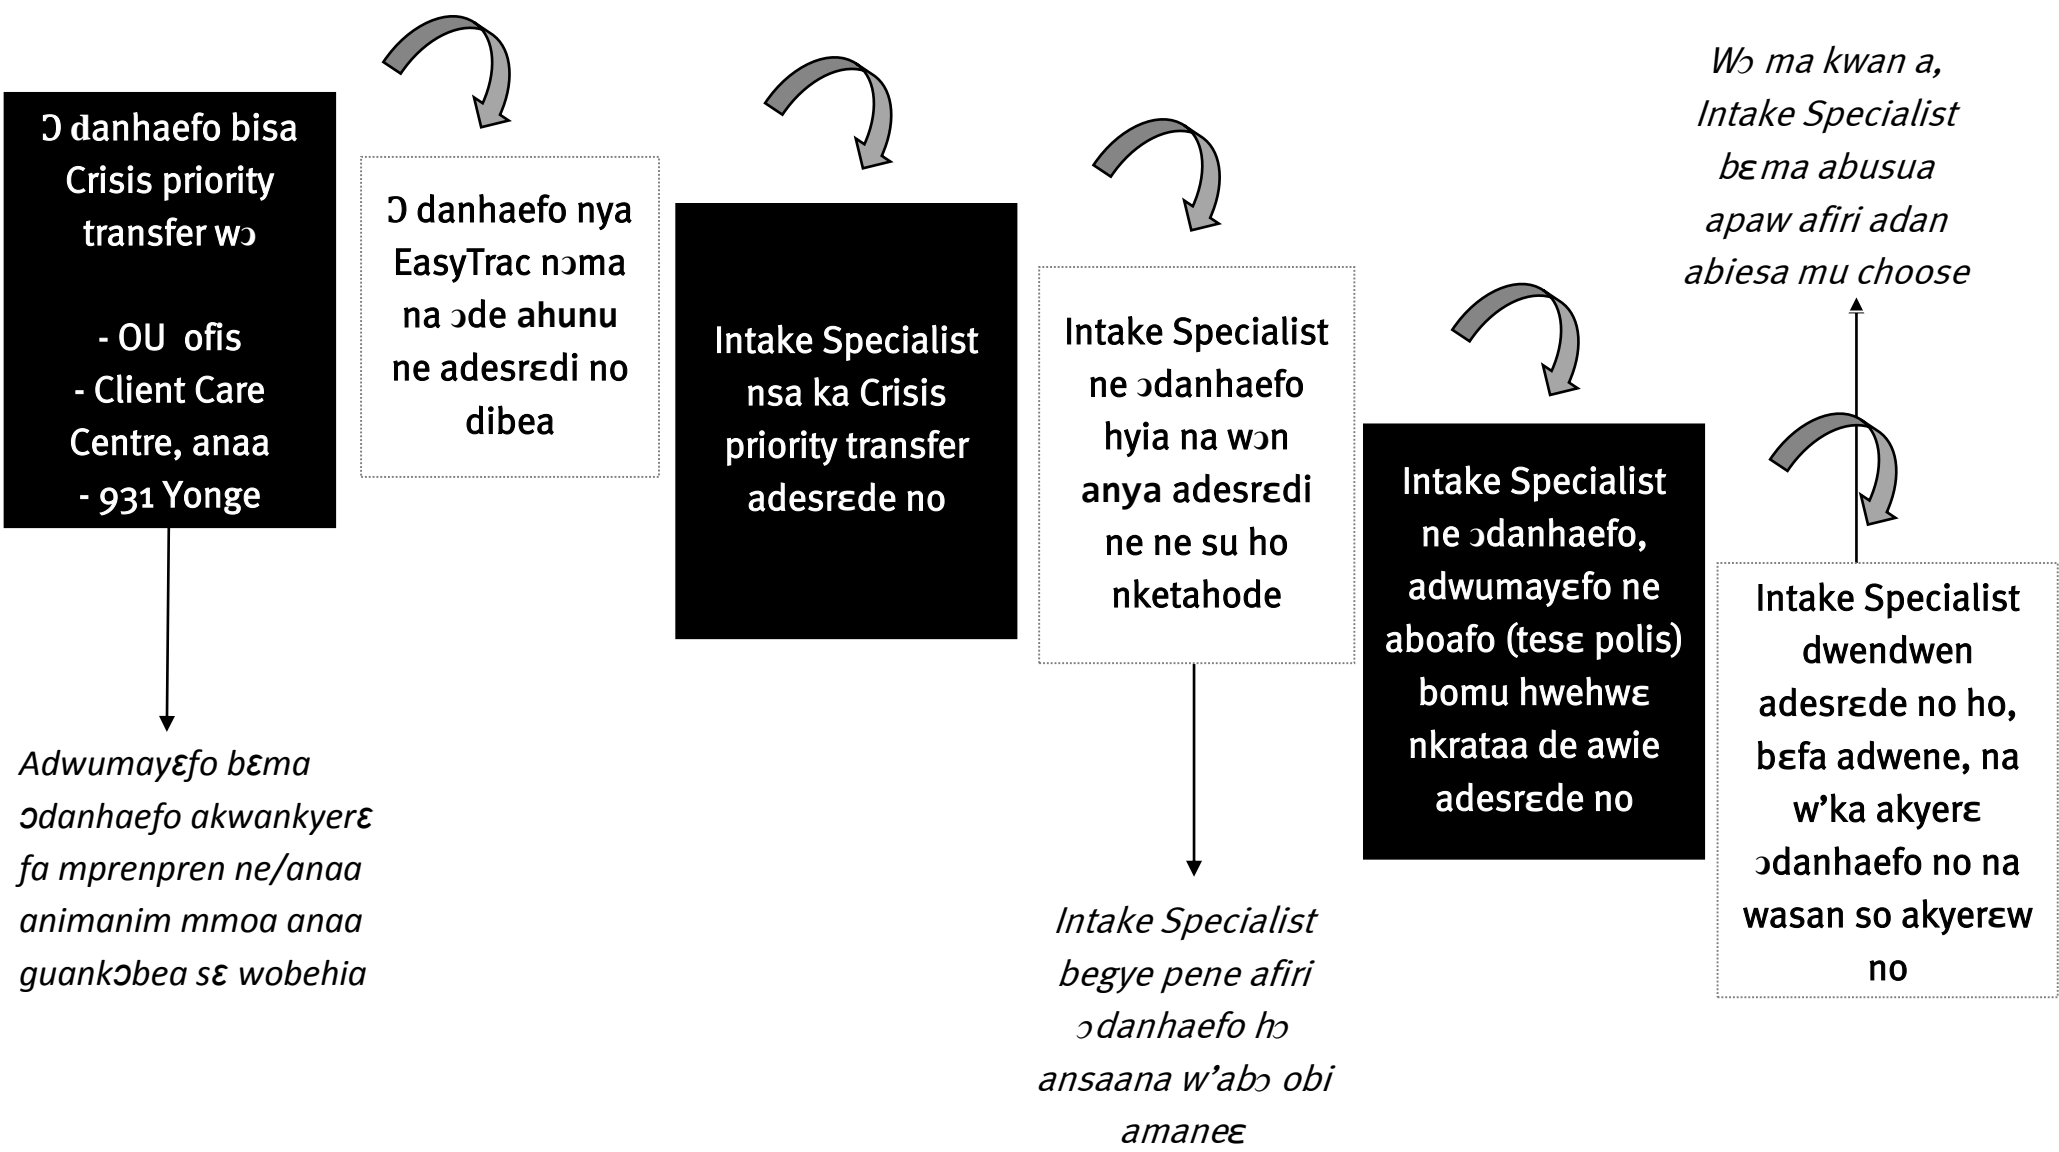 Ɔ danhaefo bisa
Crisis priority
transfer wɔ
- OU ofis
- Client Care
Centre, anaa
- 931 Yonge
Adwumayɛfo bɛma
ɔdanhaefo akwankyerɛ
fa mprenpren ne/anaa
animanim mmoa anaa
guankɔbea sɛ wobehia
Ɔ danhaefo nya
EasyTrac nɔma
na ɔde ahunu
ne adesrɛdi no
dibea
Intake Specialist
nsa ka Crisis
priority transfer
adesrɛde no
Intake Specialist
ne ɔdanhaefo
hyia na wɔn
anya adesrɛdi
ne ne su ho
nketahode
Intake Specialist
begye pene afiri
ɔdanhaefo hɔ
ansaana w’abɔ obi
amaneɛ
Intake Specialist
ne ɔdanhaefo,
adwumayɛfo ne
aboafo (tesɛ polis)
bomu hwehwɛ
nkrataa de awie
adesrɛde no
Intake Specialist
dwendwen
adesrɛde no ho,
bɛfa adwene, na
w’ka akyerɛ
ɔdanhaefo no na
wasan so akyerɛw
no
Wɔ ma kwan a,
Intake Specialist
bɛma abusua
apaw afiri adan
abiesa mu choose